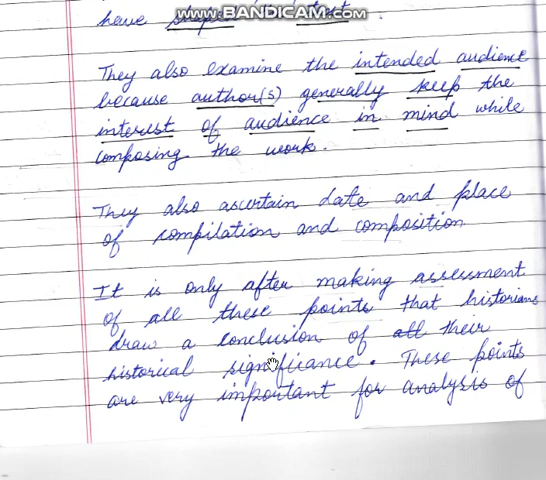 www.BANDICAM.com
have shaped text.
They also examine the intended audience
because author(s) generally keep the
interest of audience in mind while
composing the work.
They also ascertain date and place
of compilation and composition
It is only after making assessment
of all these points that historians
draw a conclusion of all their
historical significance. These points
are very important for analysis of